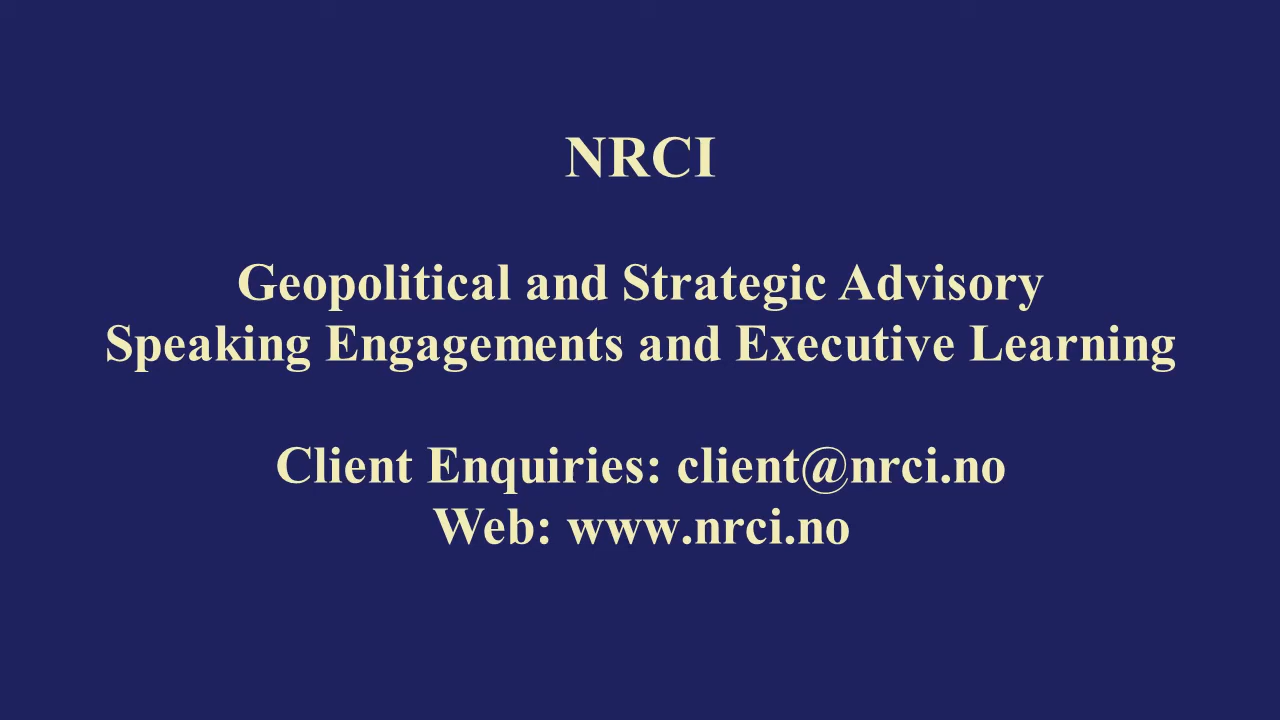 NRCI
Geopolitical and Strategic Advisory
Speaking Engagements and Executive Learning
Client Enquiries: client@nrci.no
Web: www.nrci.no